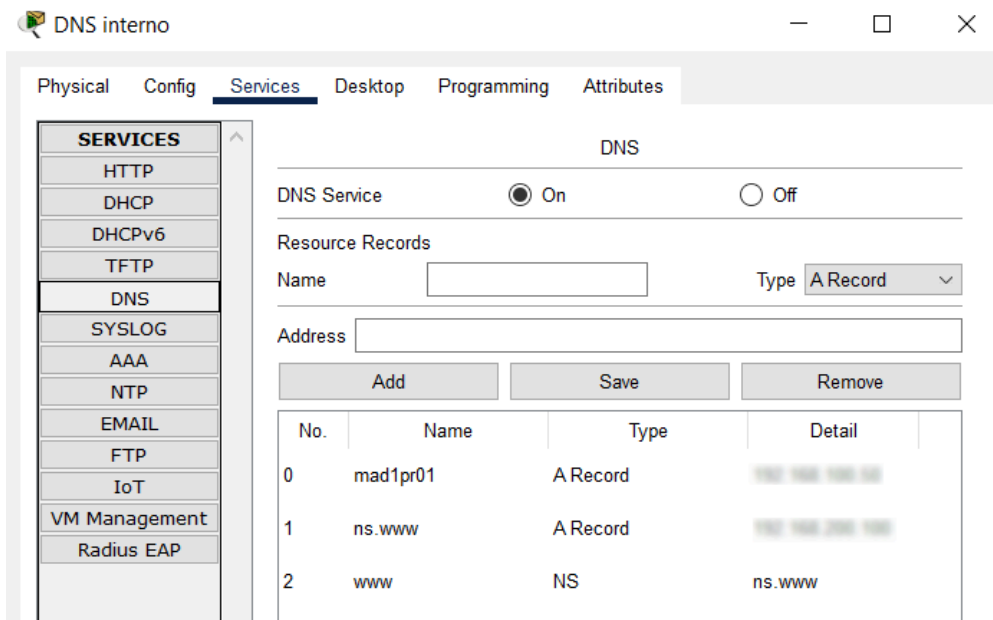 DNS interno
Physical Config Services Desktop Programming Attributes
SERVICES
HTTP
DHCP
DHCPv6
TFTP
DNS
SYSLOG
AAA
NTP
EMAIL
FTP
IoT
VM Management
Radius EAP
DNS
DNS Service On Off
Resource Records
Name Type A Record
Address
Add Save Remove
No. Name Type Detail
0 mad1pr01 A Record
1 ns.www A Record
2 www NS ns.www